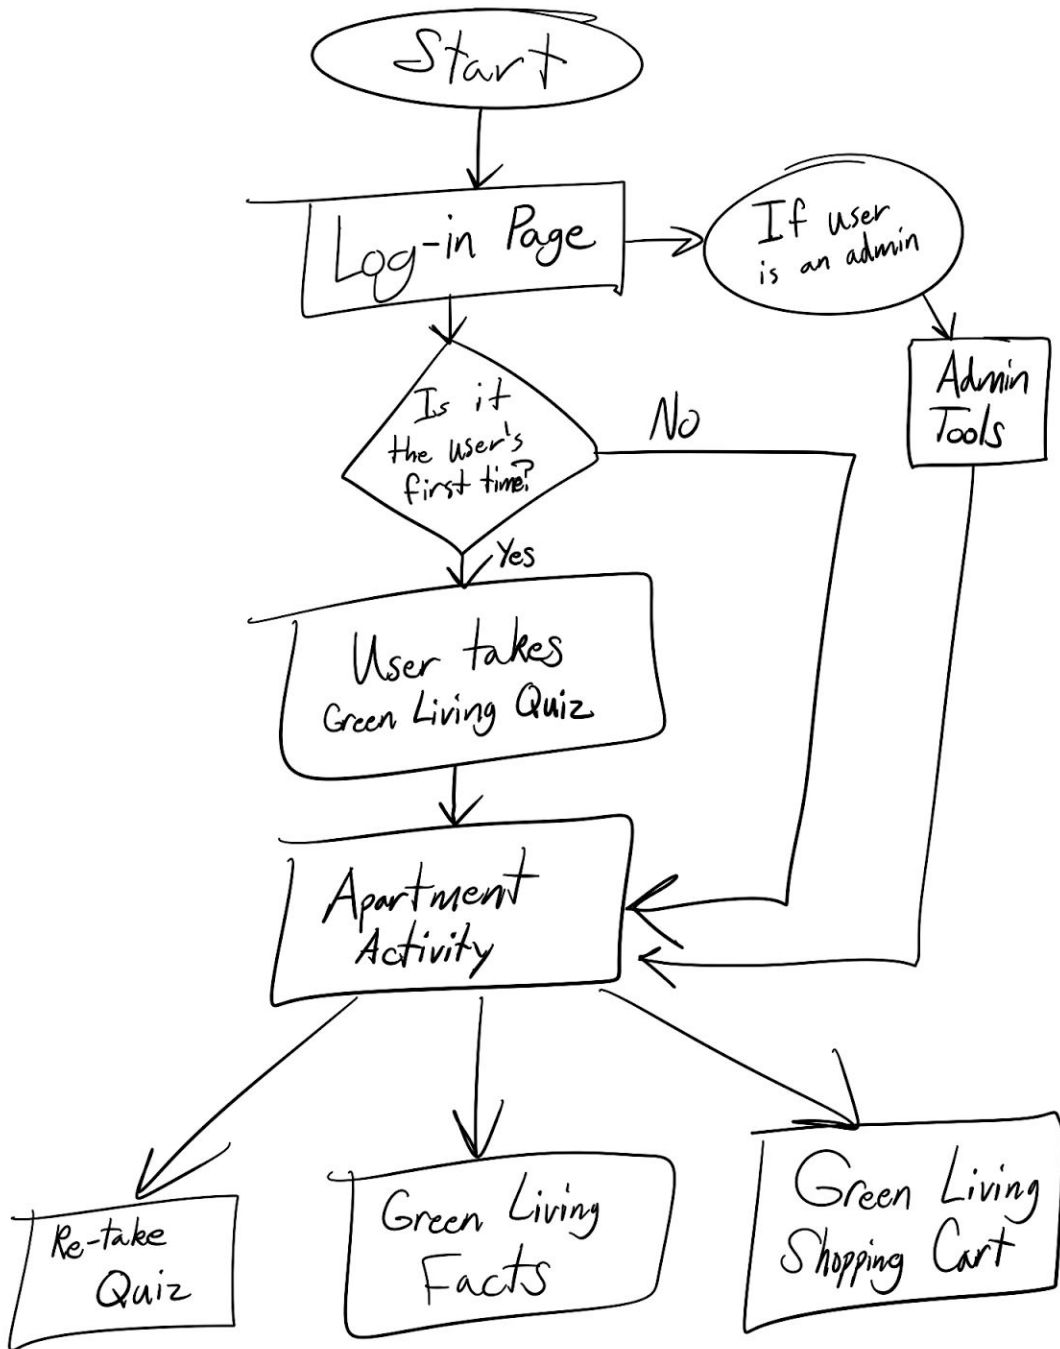 Start
Log-in Page
If user
is an admin
Admin
Tools
Is it
the user's
first time?
No
Yes
User takes
Green Living Quiz
Apartment
Activity
Re-take
Quiz
Green Living
Facts
Green Living
Shopping Cart